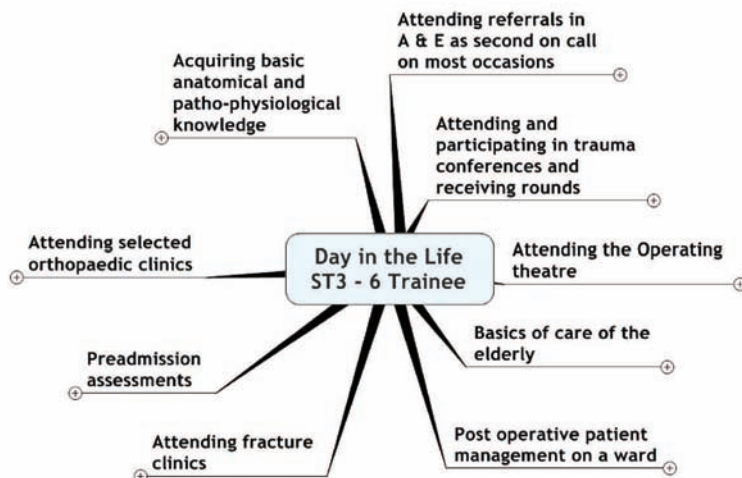 Attending referrals in
A & E as second on call
on most occasions
Acquiring basic
anatomical and
patho-physiological
knowledge
Attending and
participating in trauma
conferences and
receiving rounds
Day in the Life
ST3 - 6 Trainee
Attending selected
orthopaedic clinics
Attending the Operating
theatre
Preadmission
assessments
Basics of care of the
elderly
Attending fracture
clinics
Post operative patient
management on a ward